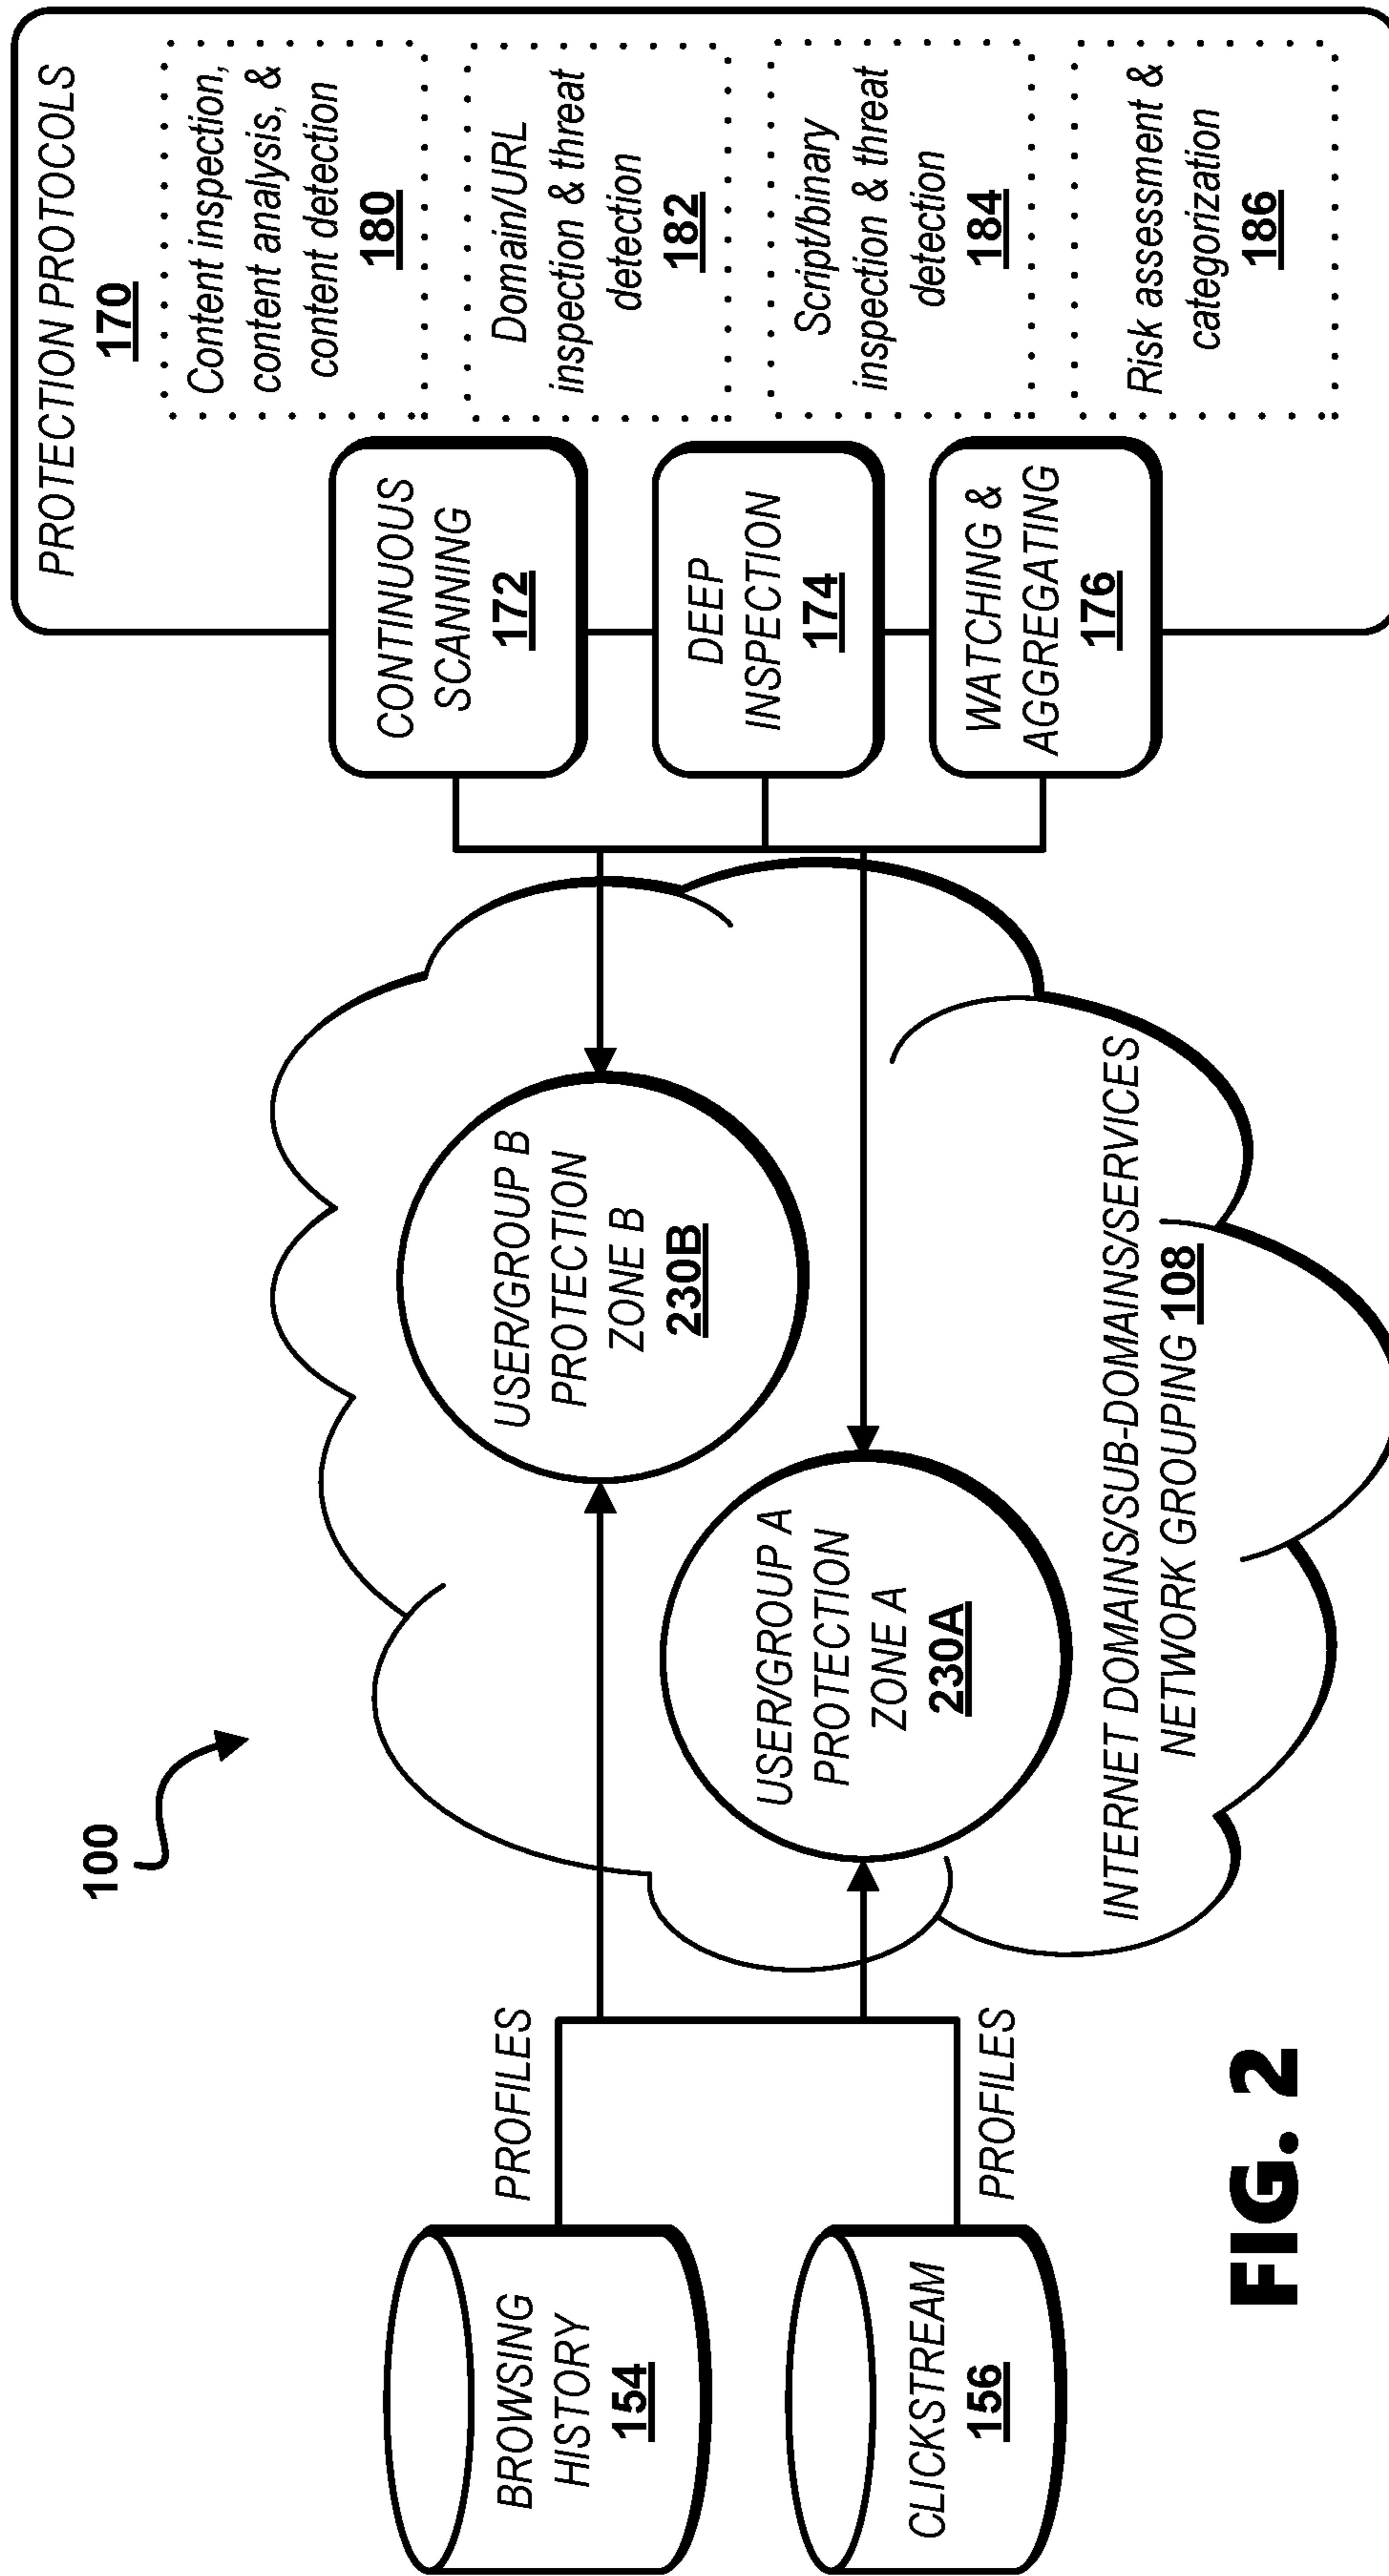 100
PROFILES
BROWSING
HISTORY
154
CLICKSTREAM
156
PROFILES
USER/GROUP B
PROTECTION
ZONE B
230B
USER/GROUP A
PROTECTION
ZONE A
230A
INTERNET DOMAINS/SUB-DOMAINS/SERVICES
NETWORK GROUPING 108
PROTECTION PROTOCOLS
170
CONTINUOUS
SCANNING
172
DEEP
INSPECTION
174
WATCHING &
AGGREGATING
176
Content inspection,
content analysis, &
content detection
180
Domain/URL
inspection & threat
detection
182
Script/binary
inspection & threat
detection
184
Risk assessment &
categorization
186
FIG. 2